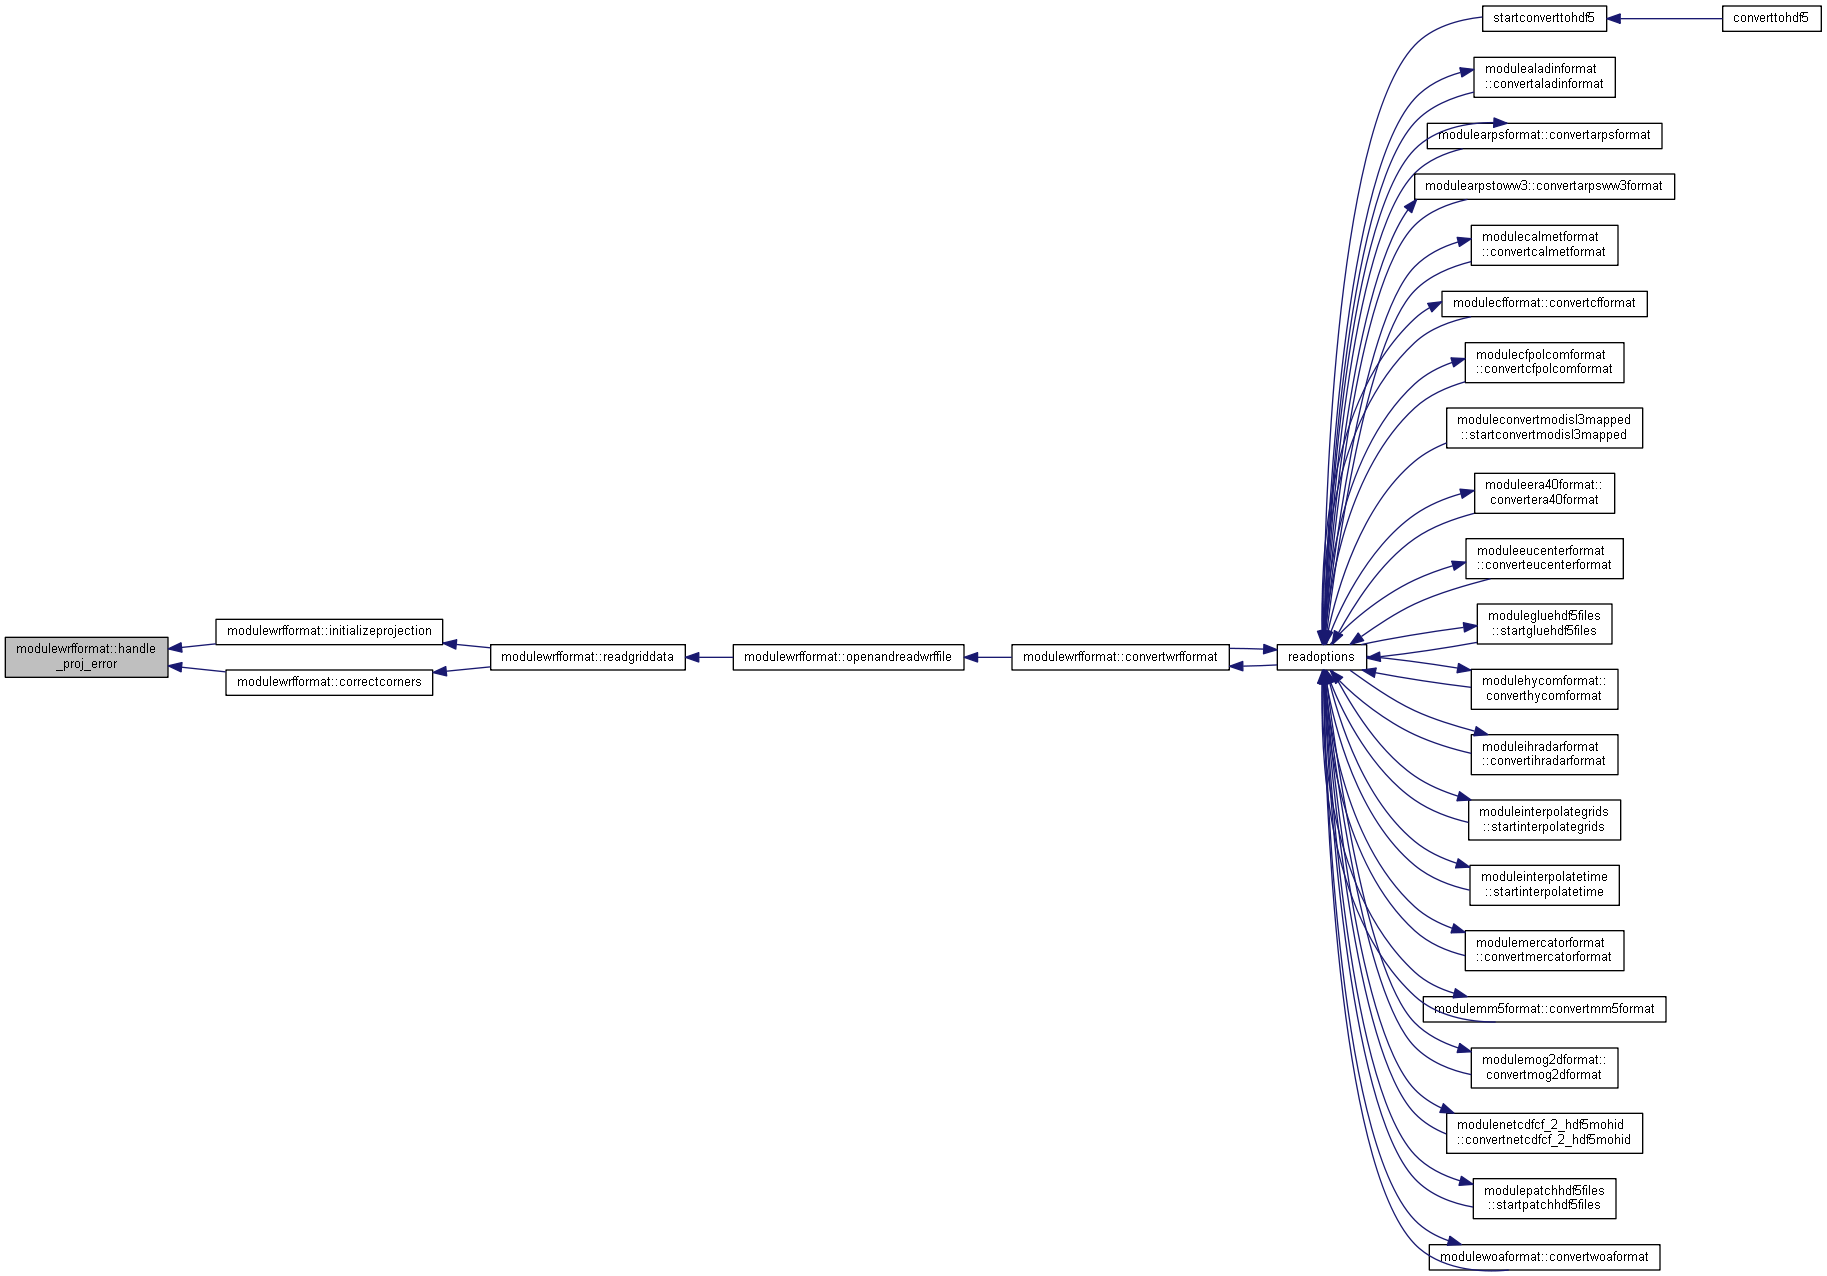 startconverttohdf5
converttohdf5
modulealadinformat
::convertaladinformat
modulearpsformat::convertarpsformat
modulearpstoww3::convertarpsww3format
modulecalmetformat
::convertcalmetformat
modulecfformat::convertcfformat
modulecfpolcomformat
::convertcfpolcomformat
moduleconvertmodisl3mapped
::startconvertmodisl3mapped
moduleera40format::
convertera40format
moduleeucenterformat
::converteucenterformat
modulegluehdf5files
::startgluehdf5files
modulewrfformat::handle
_proj_error
modulewrfformat::initializeprojection
modulewrfformat::correctcorners
modulewrfformat::readgriddata
modulewrfformat::openandreadwrffile
modulewrfformat::convertwrfformat
readoptions
modulehycomformat::
converthycomformat
moduleihradarformat
::convertihradarformat
moduleinterpolategrids
::startinterpolategrids
moduleinterpolatetime
::startinterpolatetime
modulemercatorformat
::convertmercatorformat
modulemm5format::convertmm5format
modulemog2dformat::
convertmog2dformat
modulenetcdfcf_2_hdf5mohid
::convertnetcdfcf_2_hdf5mohid
modulepatchhdf5files
::startpatchhdf5files
modulewoaformat::convertwoaformat